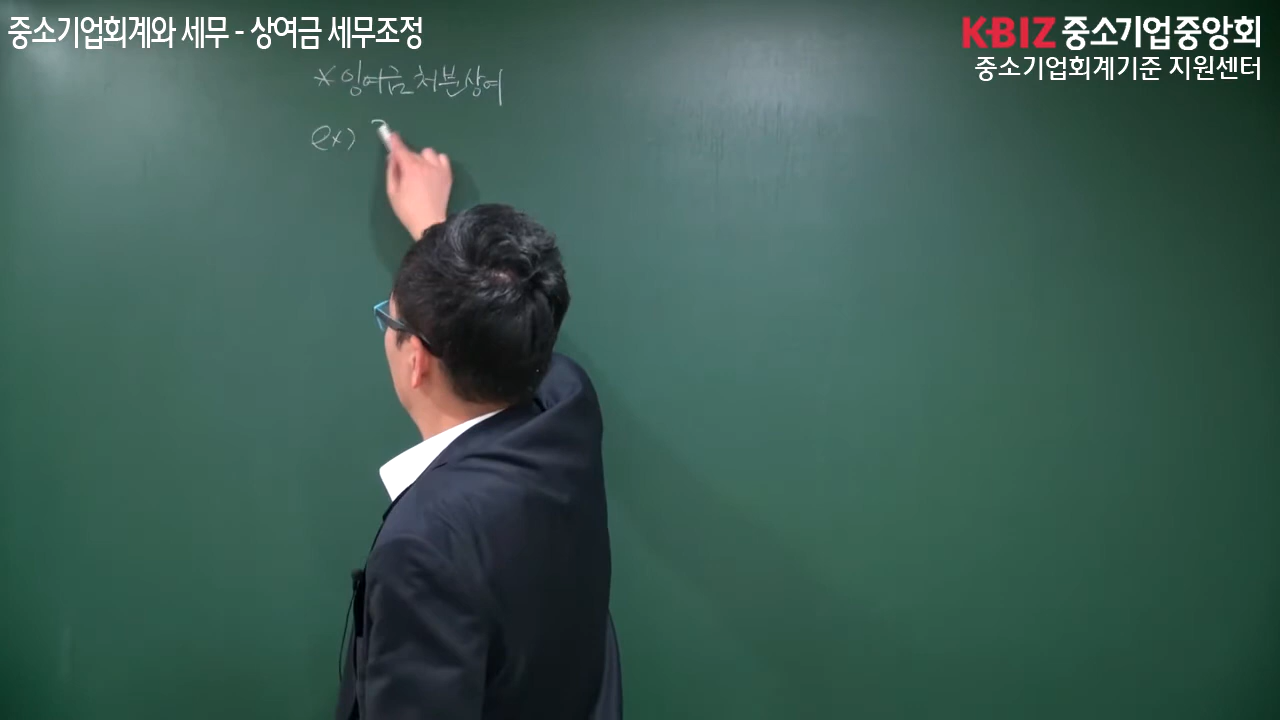 중소기업회계와 세무 - 상여금 세무조정
K-BIZ 중소기업중앙회
중소기업회계기준 지원센터
* 잉여금 처분 상여
ex)